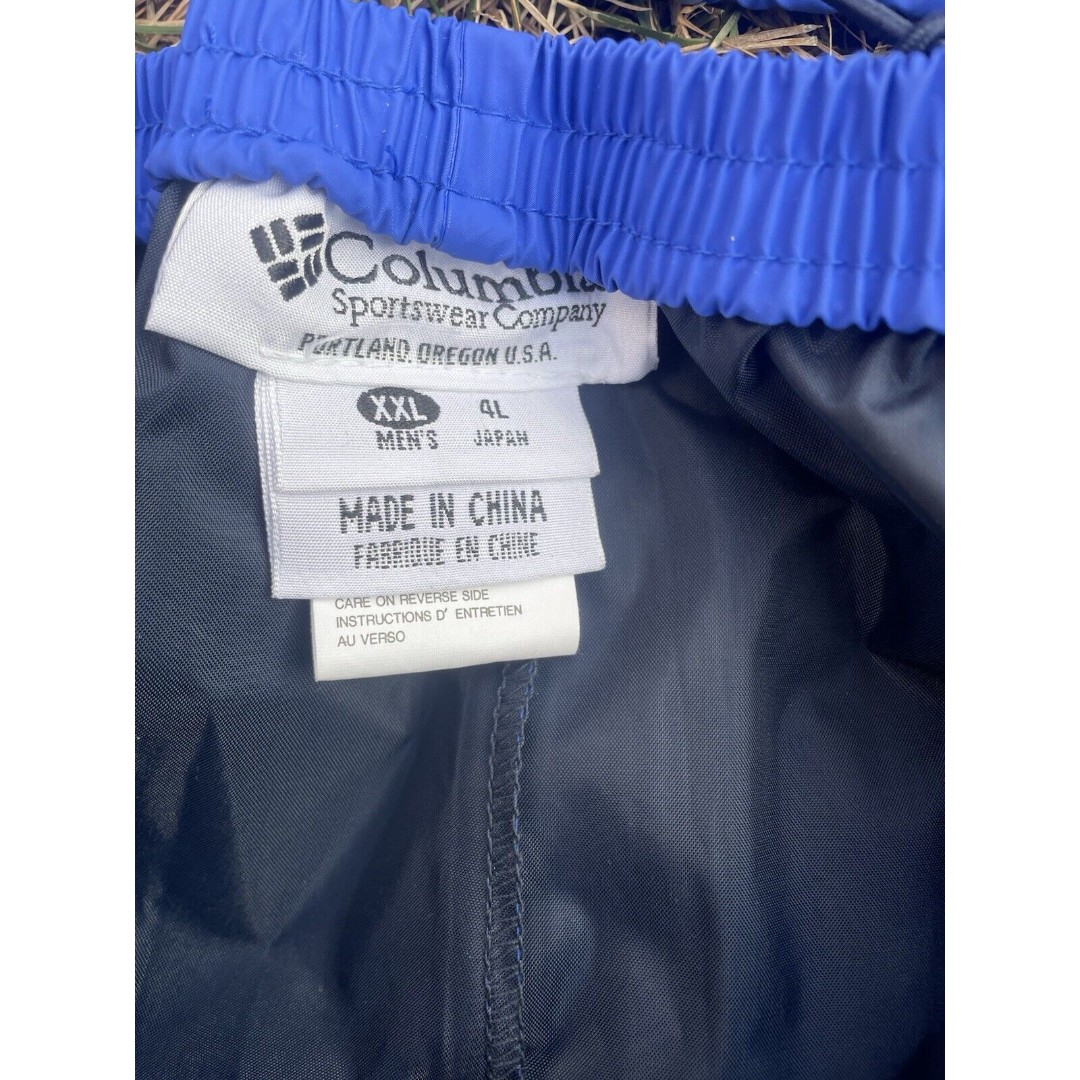 Columbia
Sportswear Company
PORTLAND, OREGON U.S.A.
XXL 4L
MEN'S JAPAN
MADE IN CHINA
FABRIQUE EN CHINE
CARE ON REVERSE SIDE
INSTRUCTIONS D' ENTRETIEN
AU VERSO